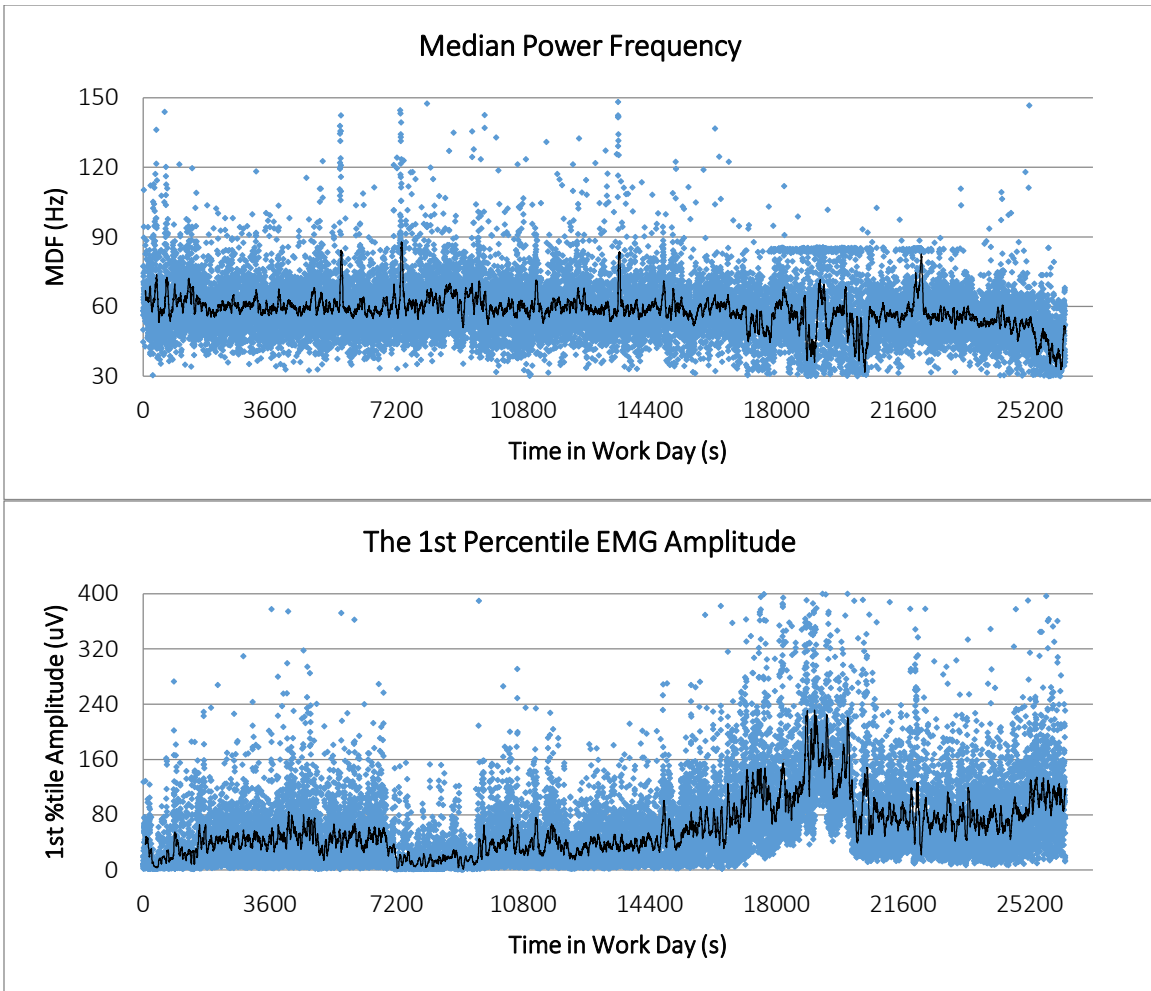 Median Power Frequency
MDF (Hz)
150
120
90
60
30
0 3600 7200 10800 14400 18000 21600 25200
Time in Work Day (s)
The 1st Percentile EMG Amplitude
1st %tile Amplitude (uV)
400
320
240
160
80
0
0 3600 7200 10800 14400 18000 21600 25200
Time in Work Day (s)